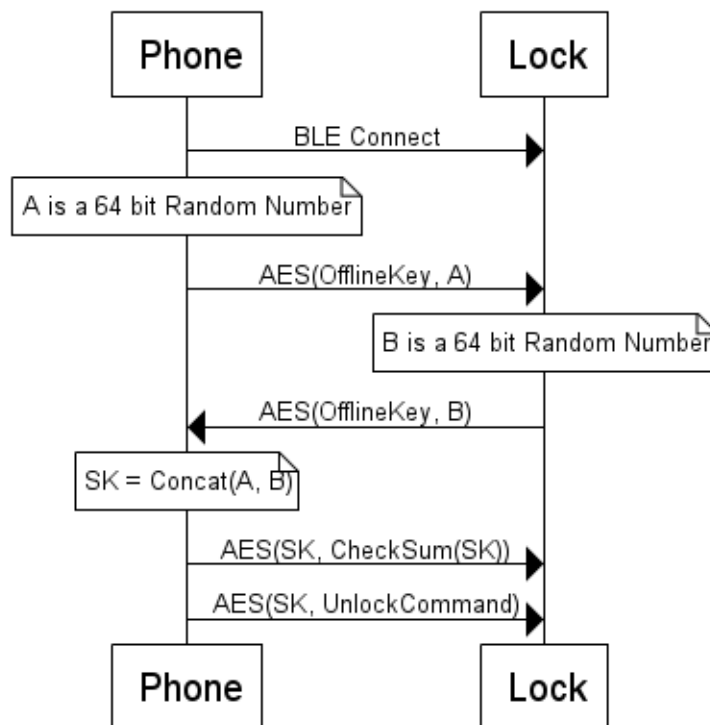 Phone Lock
BLE Connect
A is a 64 bit Random Number
AES(OfflineKey, A)
B is a 64 bit Random Number
AES(OfflineKey, B)
SK = Concat(A, B)
AES(SK, CheckSum(SK))
AES(SK, UnlockCommand)
Phone Lock